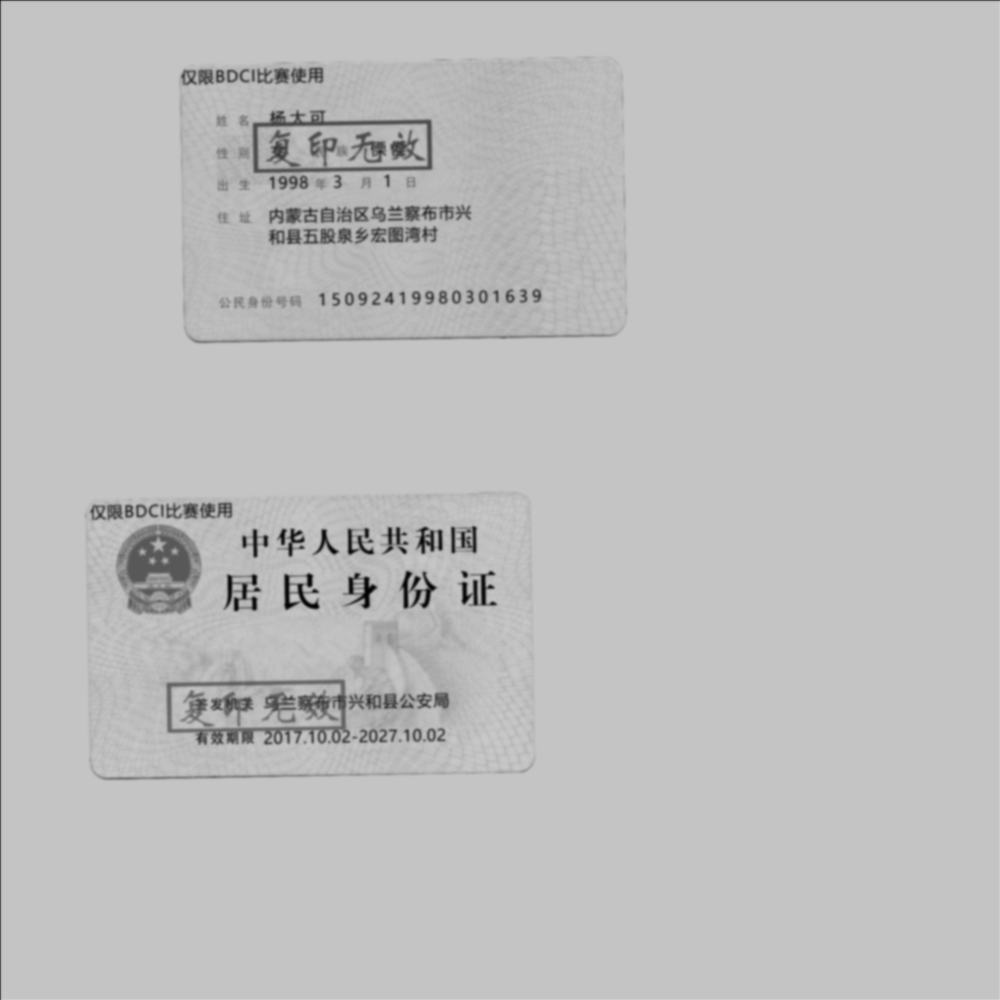 仅限BDCI比赛使用
姓名 杨大可
性别 族 傈僳
复印无效
出生 1998 年 3 月 1 日
住址 内蒙古自治区乌兰察布市兴
和县五股泉乡宏图湾村
公民身份号码 15092419980301639
仅限BDCI比赛使用
中华人民共和国
居民身份证
签发机关 乌兰察布市兴和县公安局
复印无效
有效期限 2017.10.02-2027.10.02